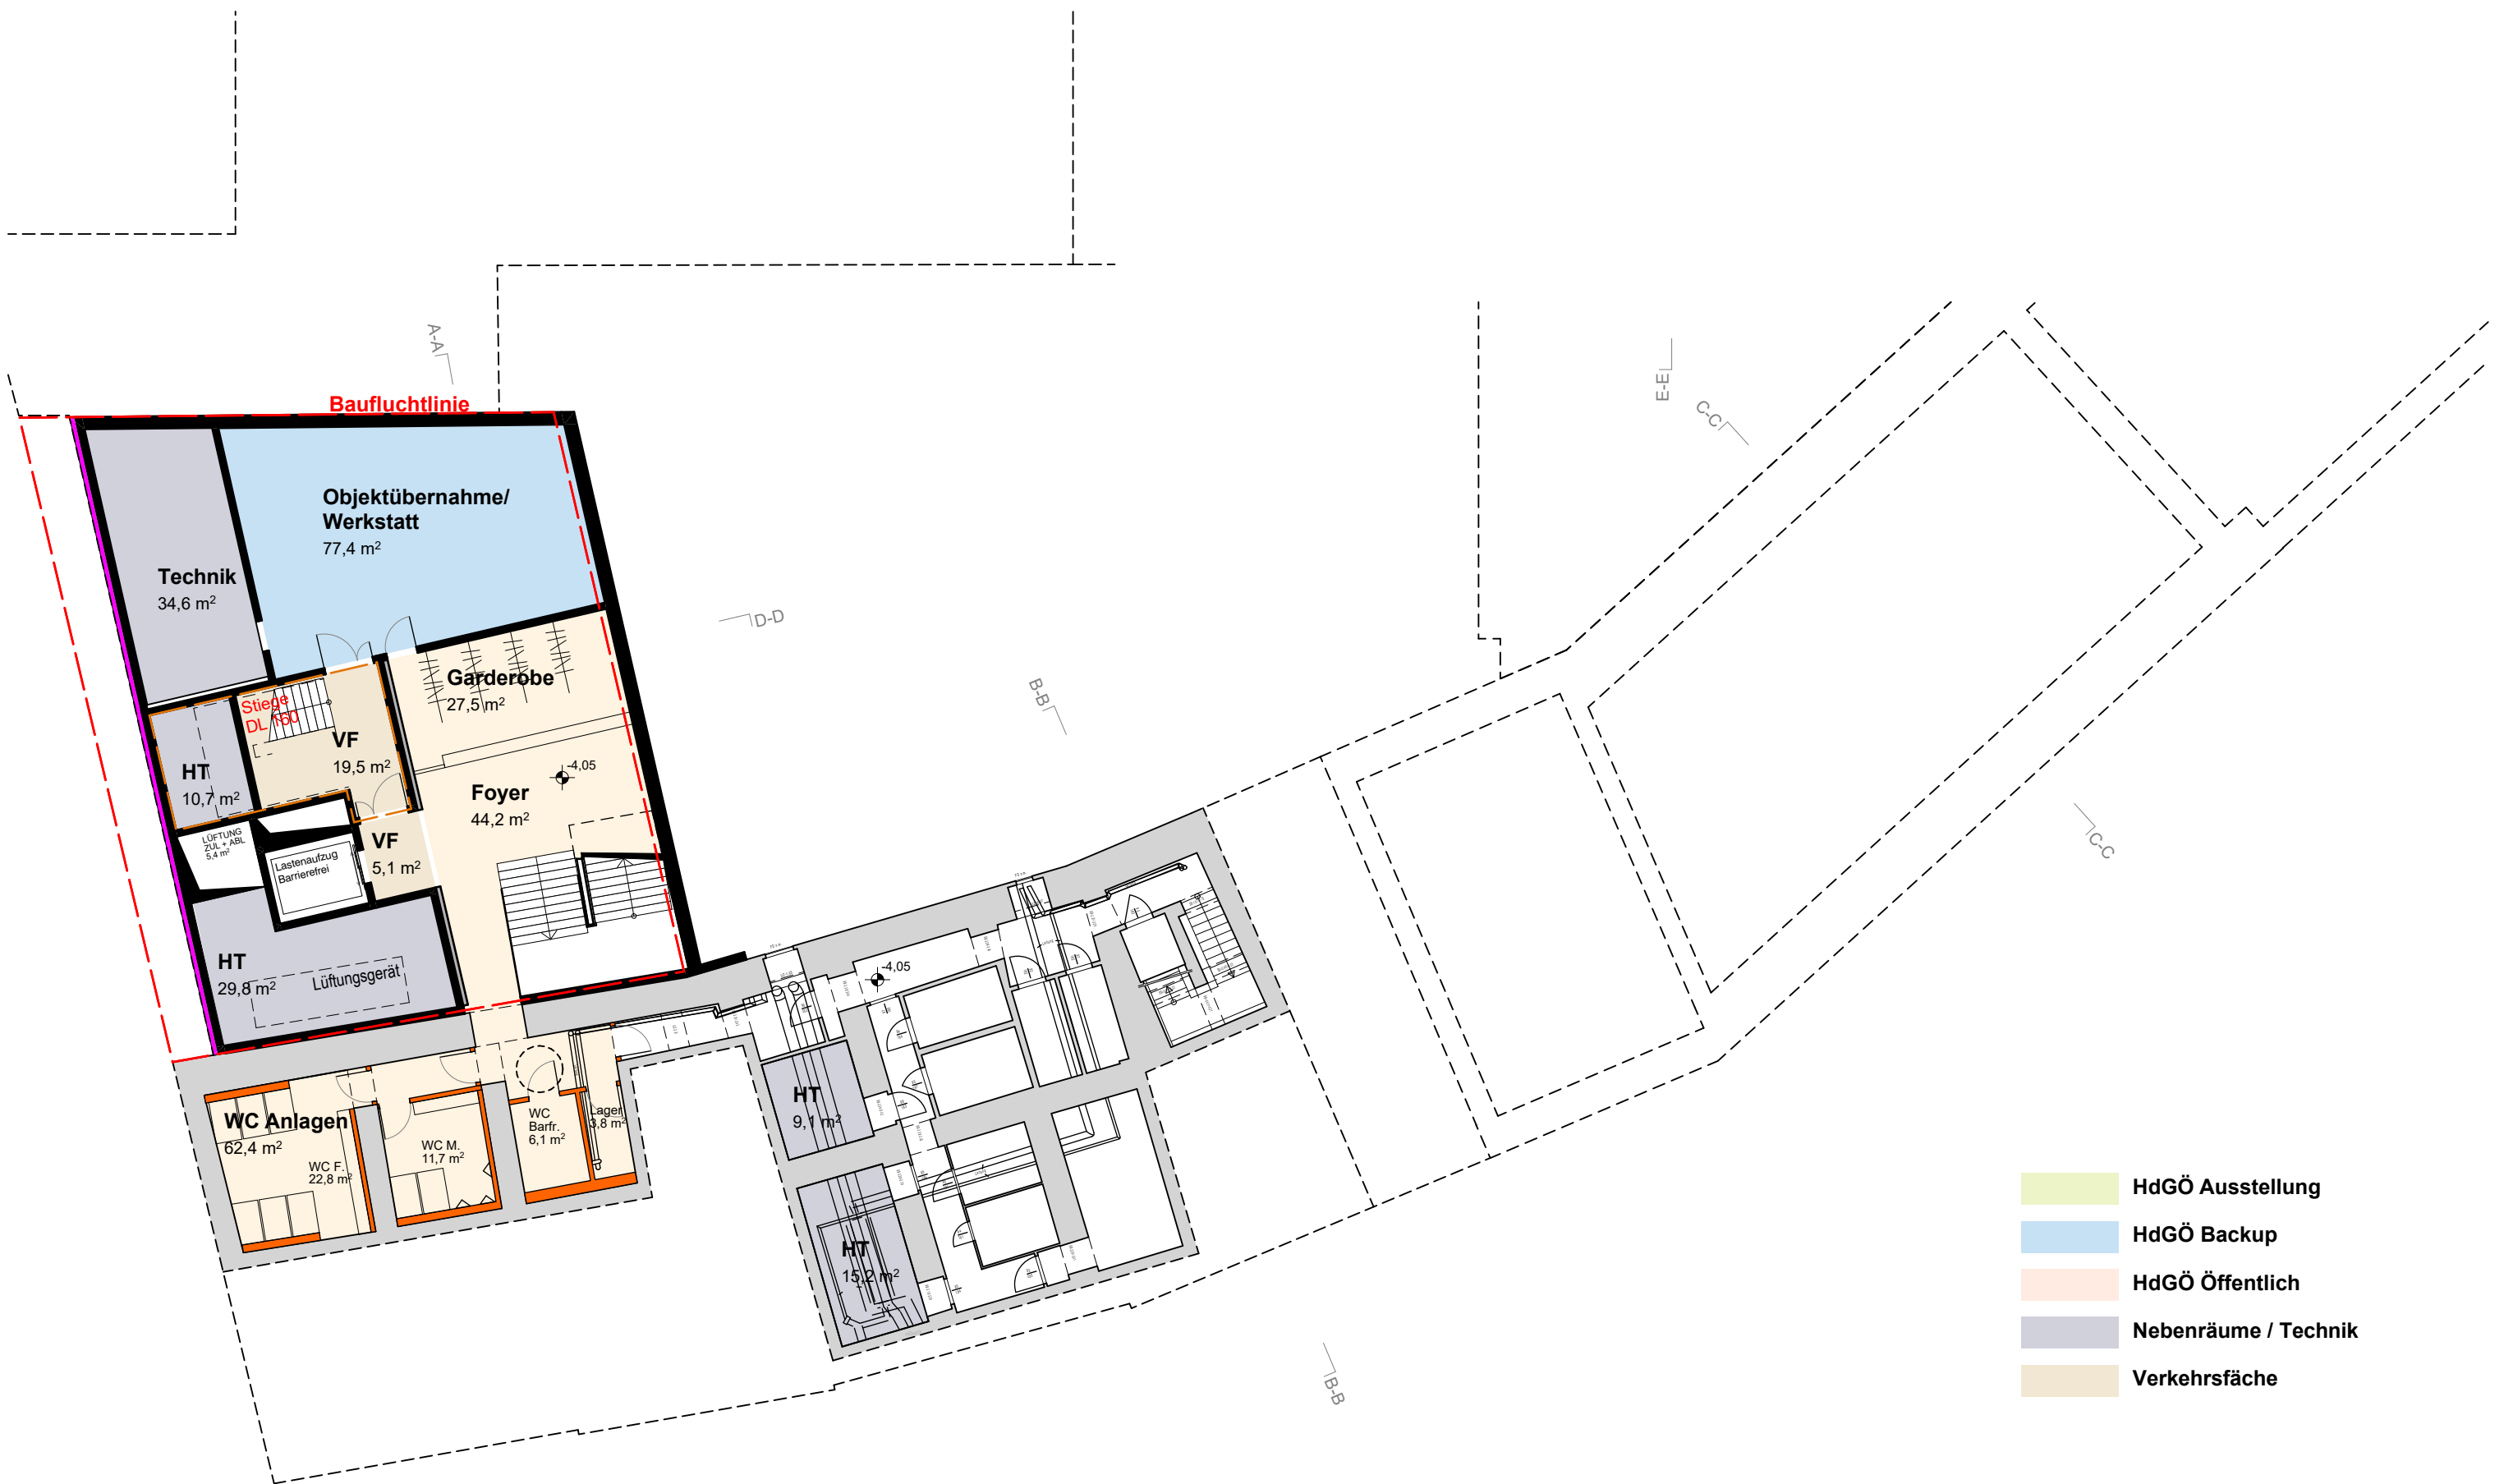 A-A
E-E
C-C
Baufluchtlinie
Objektübernahme/
Werkstatt
77,4 m²
Technik
34,6 m²
D-D
Garderobe
27,5 m²
Stiege
DL 160
B-B
VF
19,5 m²
HT
10,7 m²
-4,05
Foyer
44,2 m²
LÜFTUNG
ZUL + ABL
5,4 m²
Lastenaufzug
Barrierefrei
VF
5,1 m²
C-C
HT
29,8 m²
Lüftungsgerät
-4,05
WC Anlagen
62,4 m²
WC F.
22,8 m²
WC M.
11,7 m²
WC
Barfr.
6,1 m²
Lager
3,8 m²
HT
9,1 m²
HT
15,2 m²
B-B
HdGÖ Ausstellung
HdGÖ Backup
HdGÖ Öffentlich
Nebenräume / Technik
Verkehrsfäche